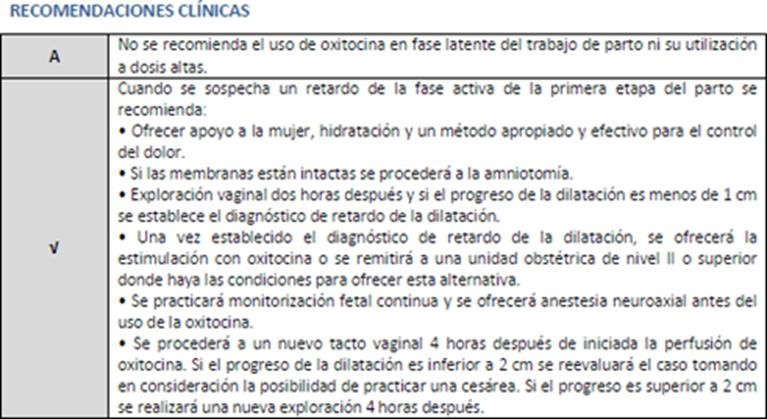 RECOMENDACIONES CLÍNICAS
A
No se recomienda el uso de oxitocina en fase latente del trabajo de parto ni su utilización
a dosis altas.
√
Cuando se sospecha un retardo de la fase activa de la primera etapa del parto se
recomienda:
• Ofrecer apoyo a la mujer, hidratación y un método apropiado y efectivo para el control
del dolor.
• Si las membranas están intactas se procederá a la amniotomía.
• Exploración vaginal dos horas después y si el progreso de la dilatación es menos de 1 cm
se establece el diagnóstico de retardo de la dilatación.
• Una vez establecido el diagnóstico de retardo de la dilatación, se ofrecerá la
estimulación con oxitocina o se remitirá a una unidad obstétrica de nivel II o superior
donde haya las condiciones para ofrecer esta alternativa.
• Se practicará monitorización fetal continua y se ofrecerá anestesia neuroaxial antes del
uso de la oxitocina.
• Se procederá a un nuevo tacto vaginal 4 horas después de iniciada la perfusión de
oxitocina. Si el progreso de la dilatación es inferior a 2 cm se reevaluará el caso tomando
en consideración la posibilidad de practicar una cesárea. Si el progreso es superior a 2 cm
se realizará una nueva exploración 4 horas después.